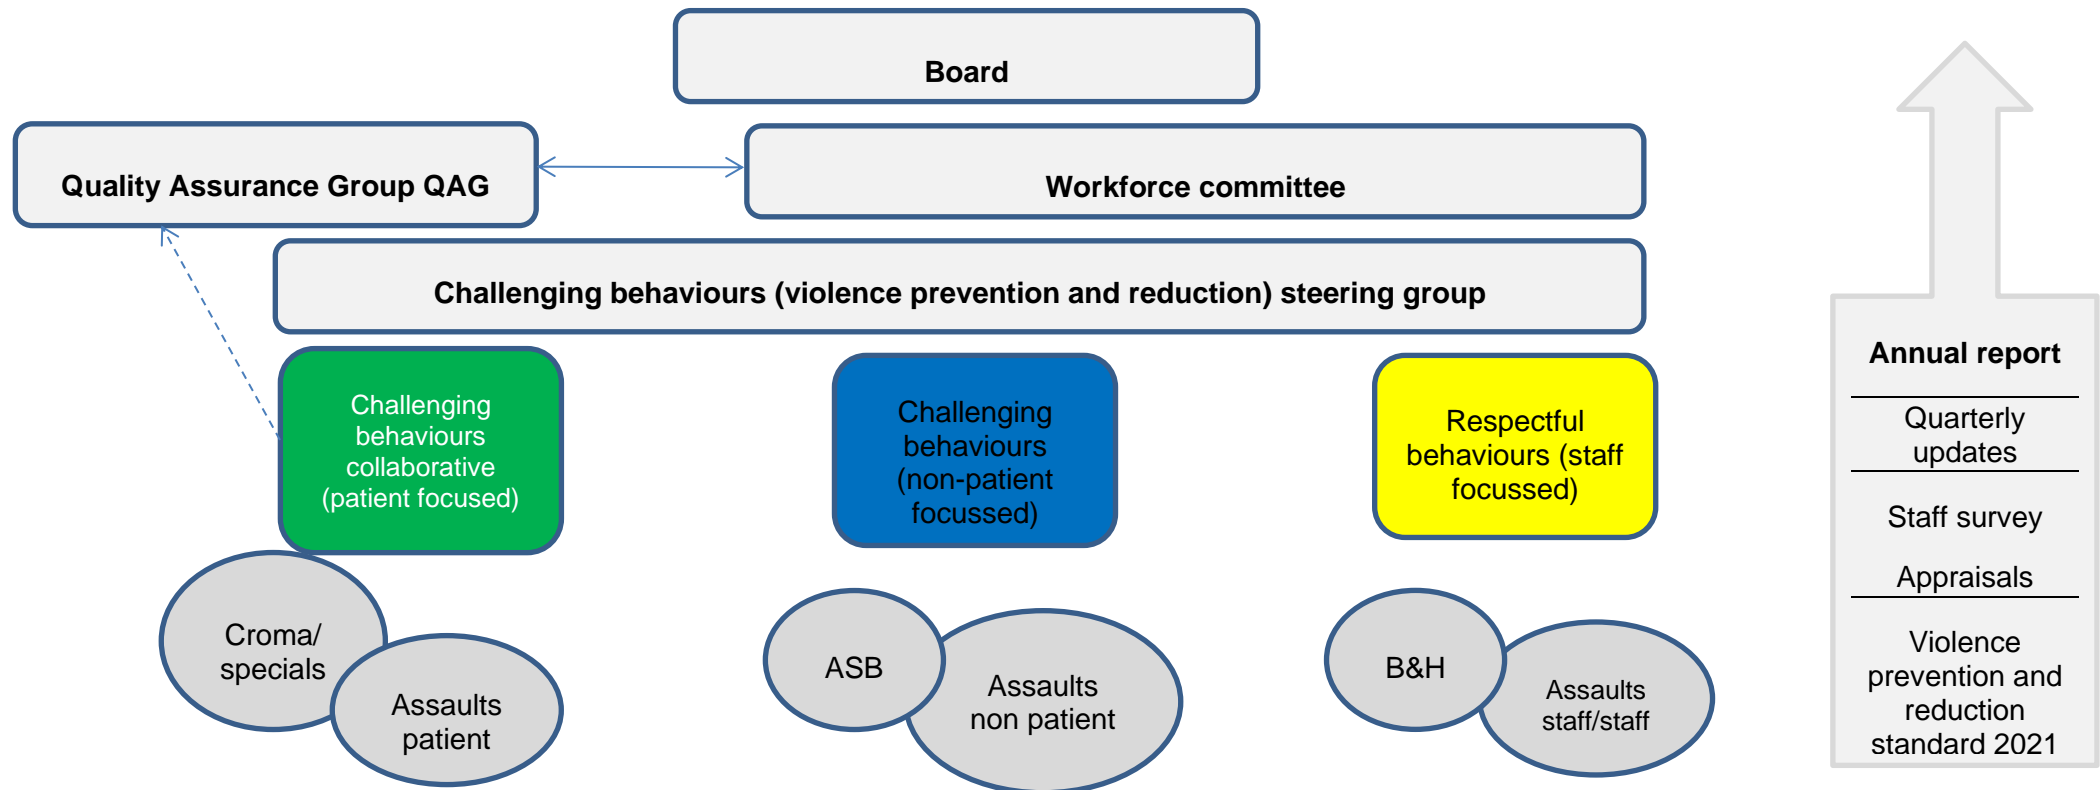 Board
Quality Assurance Group QAG
Workforce committee
Challenging behaviours (violence prevention and reduction) steering group
Challenging
behaviours
collaborative
(patient focused)
Challenging
behaviours
(non-patient
focussed)
Respectful
behaviours (staff
focussed)
Croma/
specials
Assaults
patient
ASB
Assaults
non patient
B&H
Assaults
staff/staff
Annual report
Quarterly
updates
Staff survey
Appraisals
Violence
prevention and
reduction
standard 2021